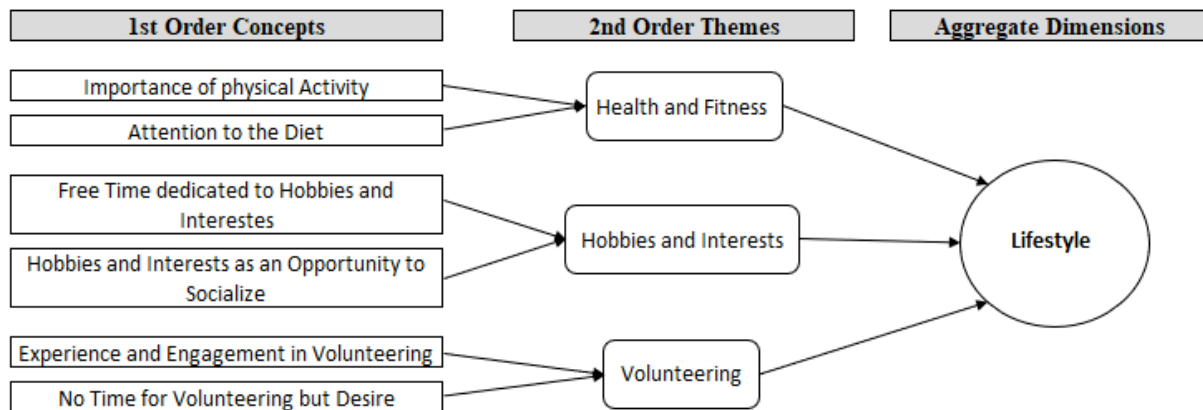 1st Order Concepts
2nd Order Themes
Aggregate Dimensions
Importance of physical Activity
Attention to the Diet
Health and Fitness
Free Time dedicated to Hobbies and
Interestes
Hobbies and Interests as an Opportunity to
Socialize
Hobbies and Interests
Lifestyle
Experience and Engagement in Volunteering
No Time for Volunteering but Desire
Volunteering